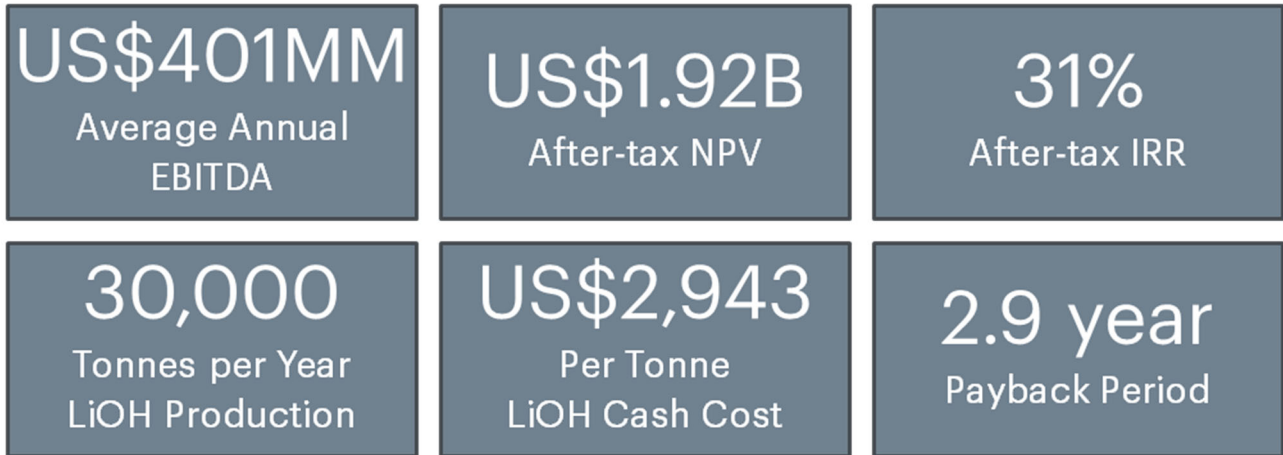 US$401MM
Average Annual
EBITDA
US$1.92B
After-tax NPV
31%
After-tax IRR
30,000
Tonnes per Year
LiOH Production
US$2,943
Per Tonne
LiOH Cash Cost
2.9 year
Payback Period